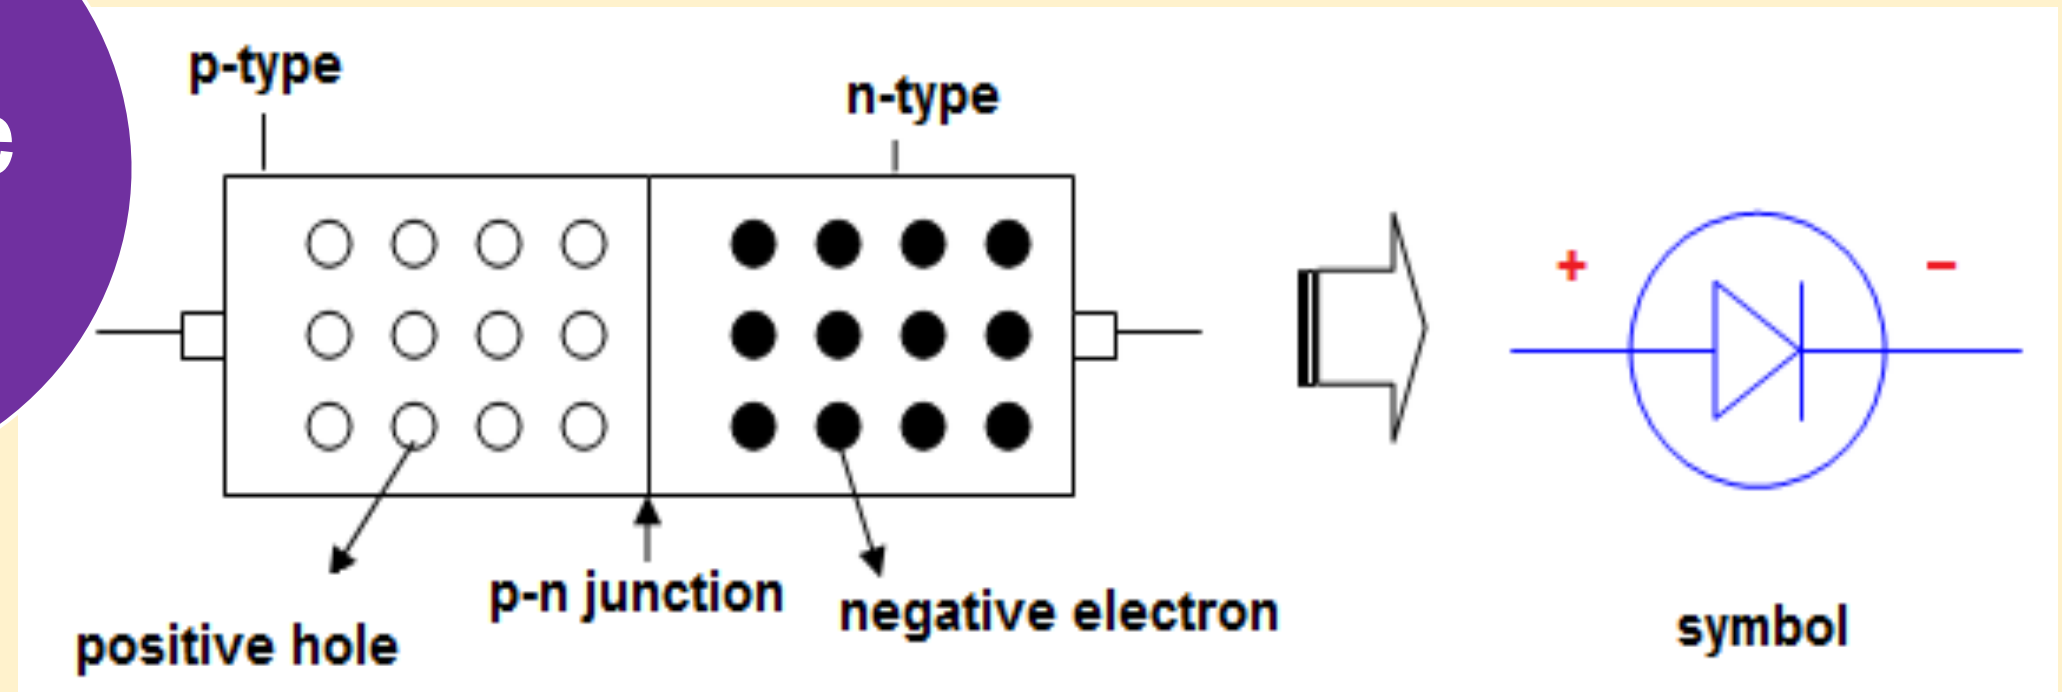 p-type
n-type
+
−
p-n junction
negative electron
positive hole
symbol